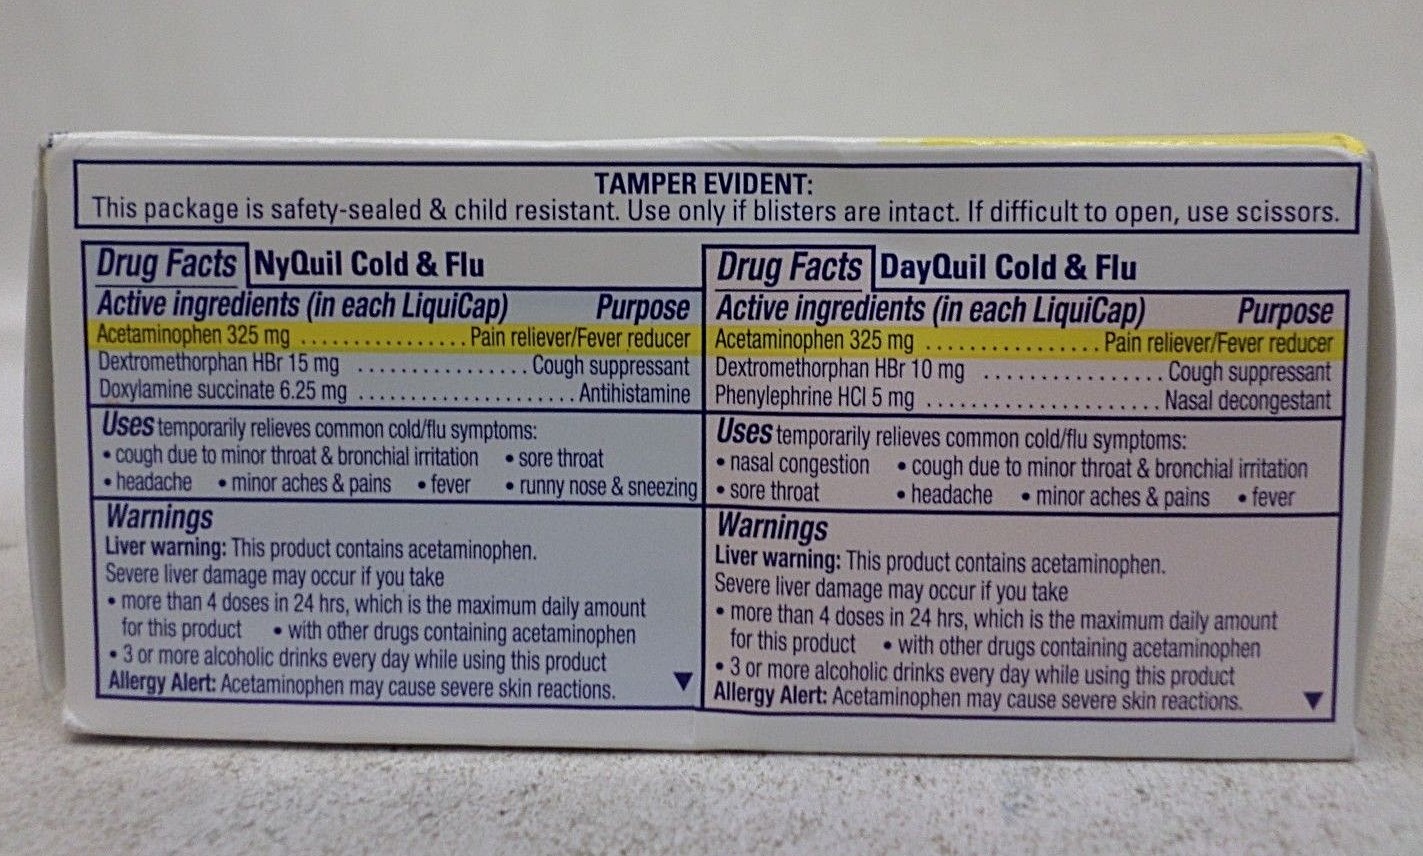 TAMPER EVIDENT:
This package is safety-sealed & child resistant. Use only if blisters are intact. If difficult to open, use scissors.
Drug Facts NyQuil Cold & Flu
Active ingredients (in each LiquiCap) Purpose
Acetaminophen 325 mg ................ Pain reliever/Fever reducer
Dextromethorphan HBr 15 mg ................ Cough suppressant
Doxylamine succinate 6.25 mg .................... Antihistamine
Uses temporarily relieves common cold/flu symptoms:
• cough due to minor throat & bronchial irritation • sore throat
• headache • minor aches & pains • fever • runny nose & sneezing
Warnings
Liver warning: This product contains acetaminophen.
Severe liver damage may occur if you take
• more than 4 doses in 24 hrs, which is the maximum daily amount
for this product • with other drugs containing acetaminophen
• 3 or more alcoholic drinks every day while using this product
Allergy Alert: Acetaminophen may cause severe skin reactions. ▼
Drug Facts DayQuil Cold & Flu
Active ingredients (in each LiquiCap) Purpose
Acetaminophen 325 mg ................. Pain reliever/Fever reducer
Dextromethorphan HBr 10 mg ................. Cough suppressant
Phenylephrine HCl 5 mg ...................... Nasal decongestant
Uses temporarily relieves common cold/flu symptoms:
• nasal congestion • cough due to minor throat & bronchial irritation
• sore throat • headache • minor aches & pains • fever
Warnings
Liver warning: This product contains acetaminophen.
Severe liver damage may occur if you take
• more than 4 doses in 24 hrs, which is the maximum daily amount
for this product • with other drugs containing acetaminophen
• 3 or more alcoholic drinks every day while using this product
Allergy Alert: Acetaminophen may cause severe skin reactions. ▼